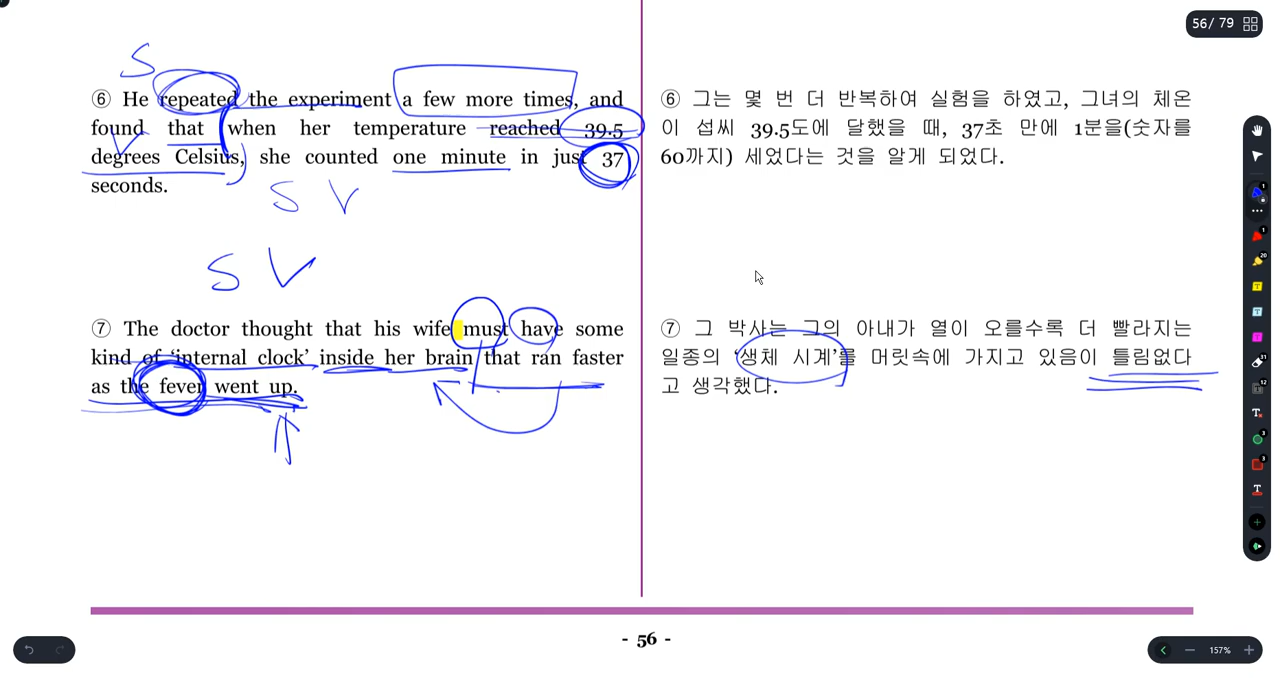 56 / 79
S
⑥ He repeated the experiment a few more times, and
found that when her temperature reached 39.5
degrees Celsius, she counted one minute in just 37
seconds.
V
S V
S V
⑦ The doctor thought that his wife must have some
kind of ‘internal clock’ inside her brain that ran faster
as the fever went up.
⑥ 그는 몇 번 더 반복하여 실험을 하였고, 그녀의 체온
이 섭씨 39.5도에 달했을 때, 37초 만에 1분을(숫자를
60까지) 세었다는 것을 알게 되었다.
⑦ 그 박사는 그의 아내가 열이 오를수록 더 빨라지는
일종의 ‘생체 시계’를 머릿속에 가지고 있음이 틀림없다
고 생각했다.
- 56 -
157%